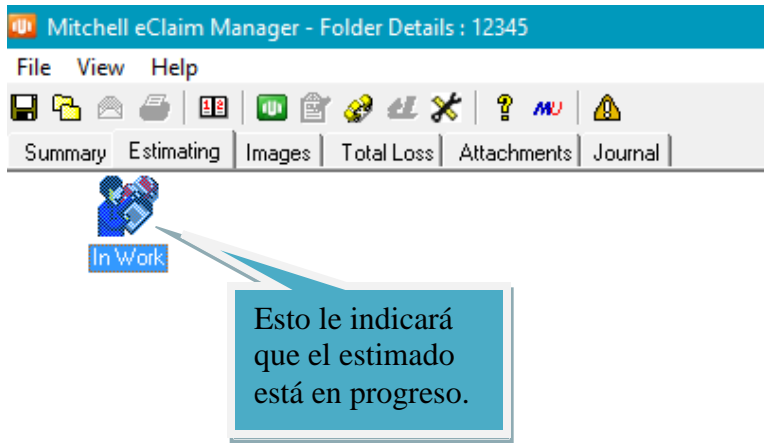 Mitchell eClaim Manager - Folder Details : 12345
File View Help
Summary Estimating Images Total Loss Attachments Journal
In Work
Esto le indicará
que el estimado
está en progreso.